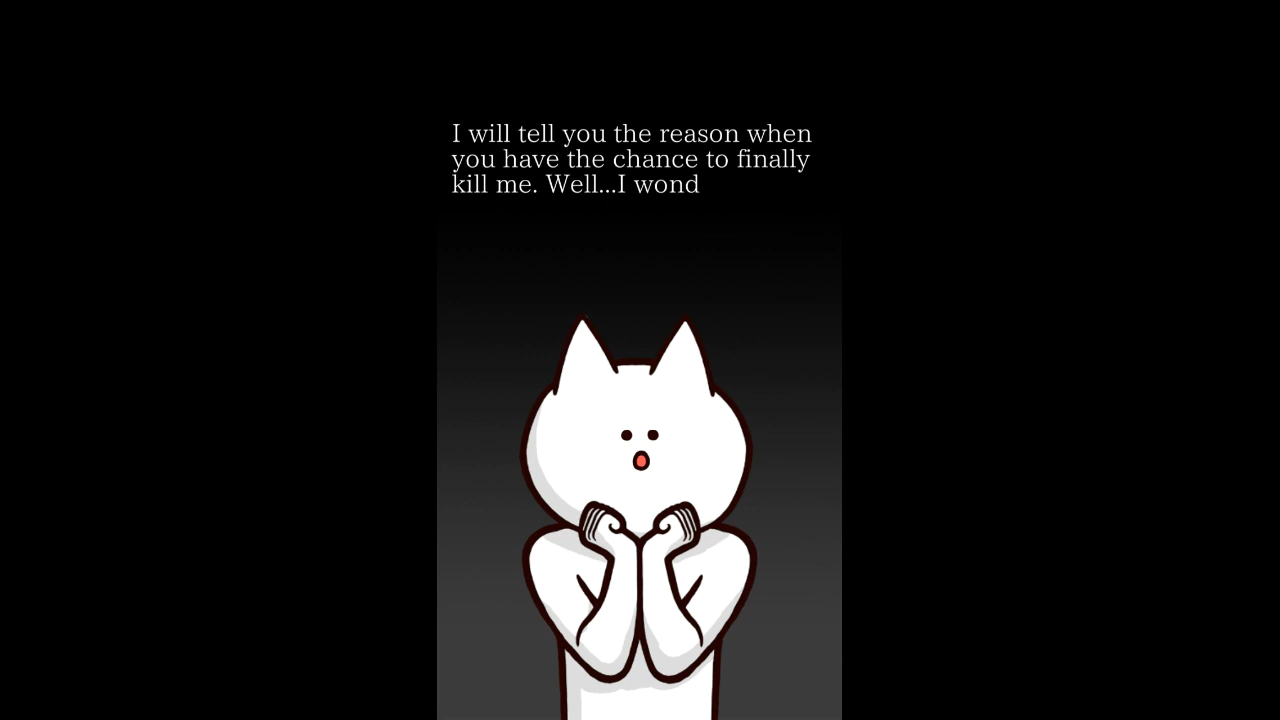 I will tell you the reason when
you have the chance to finally
kill me. Well...I wond